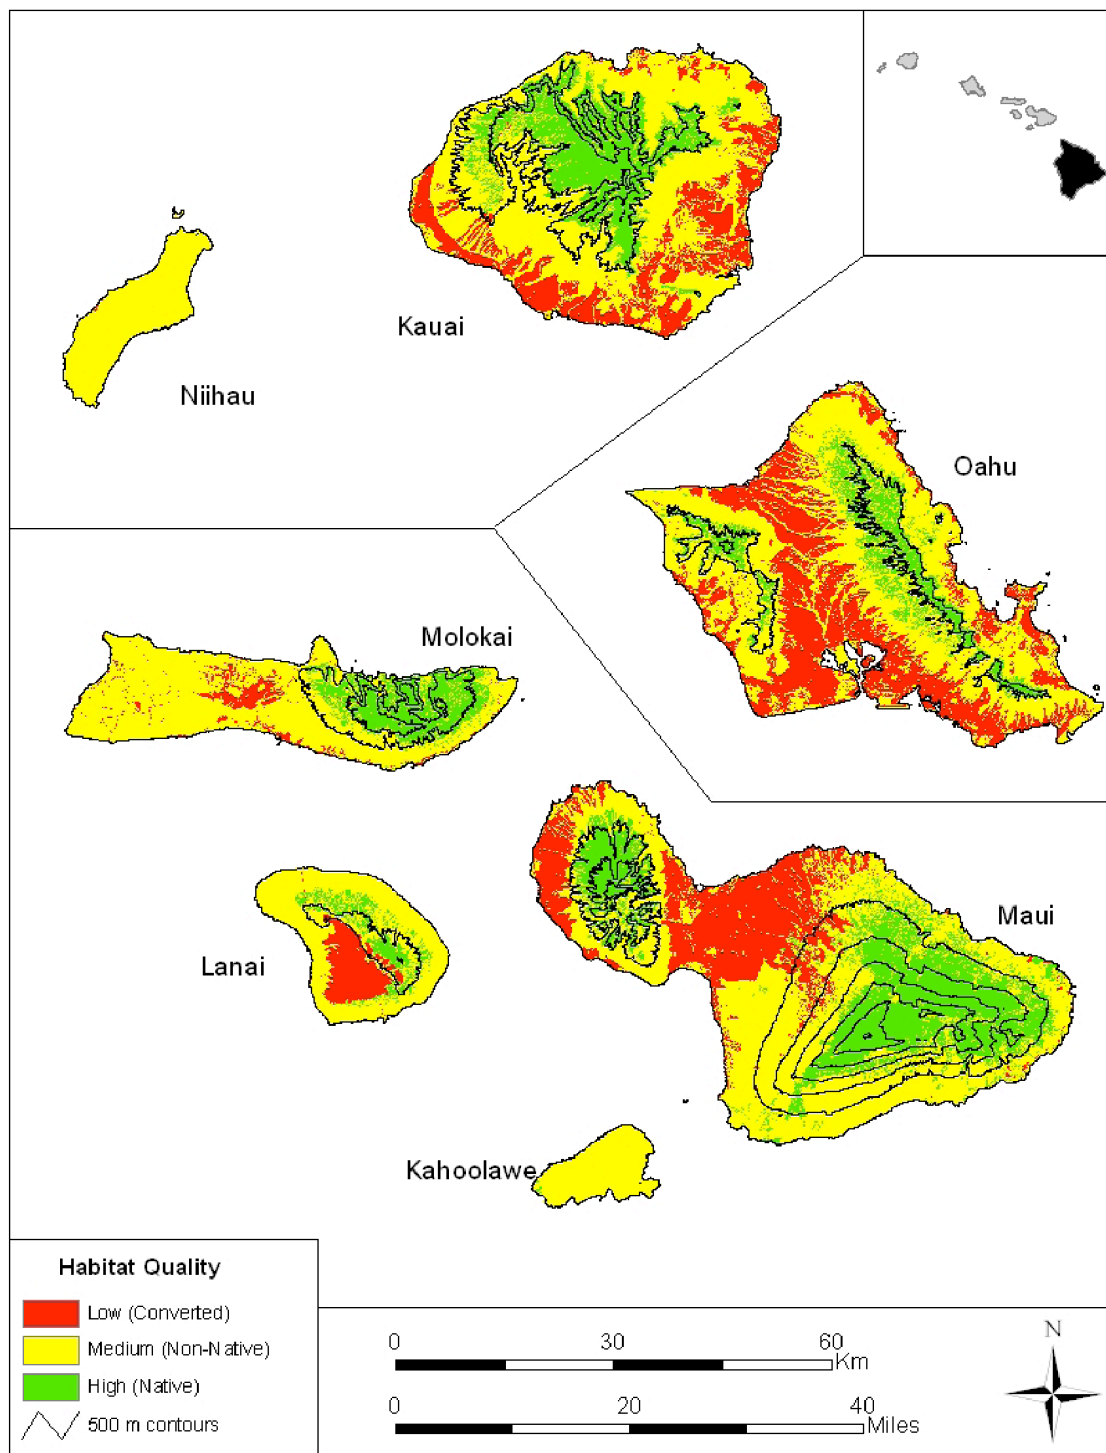 Kauai
Niihau
Oahu
Molokai
Maui
Lanai
Kahoolawe
Habitat Quality
Low (Converted)
Medium (Non-Native)
High (Native)
500 m contours
0 30 60
Km
0 20 40
Miles
N